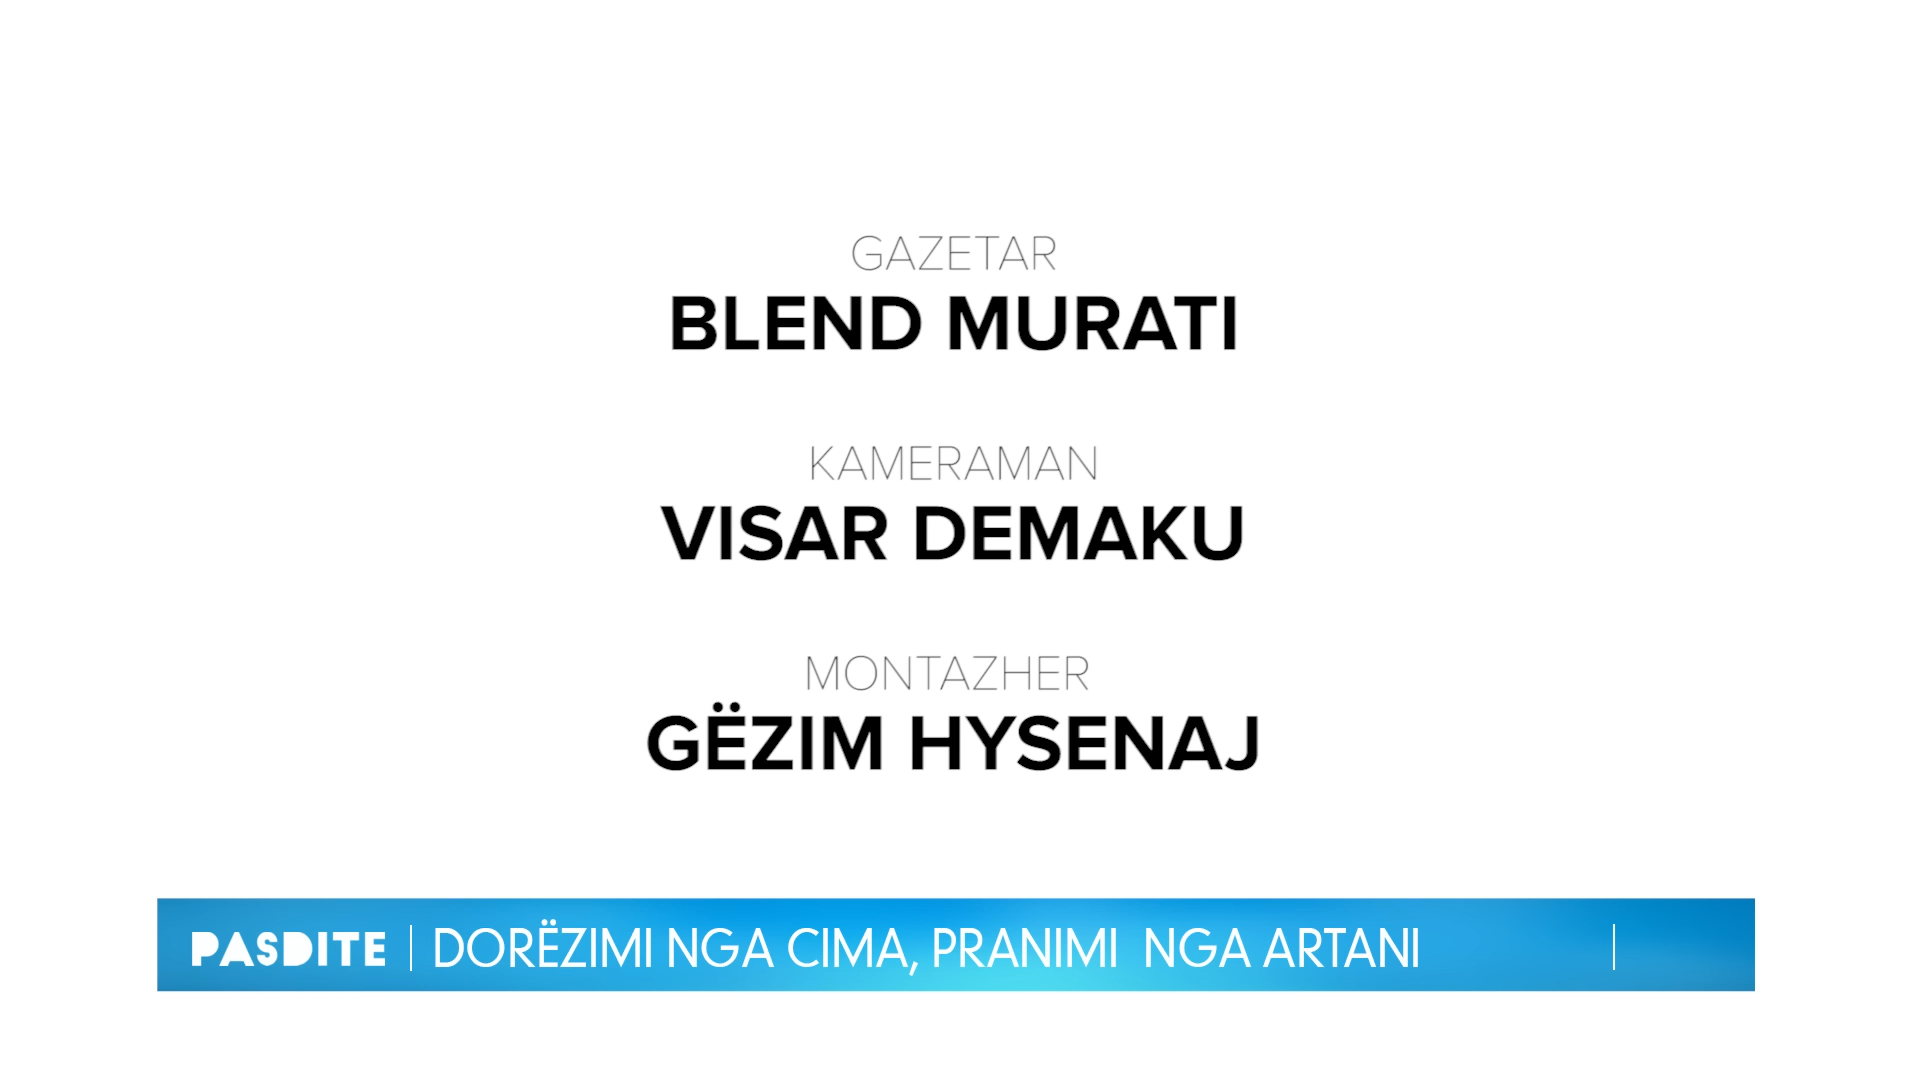 GAZETAR
BLEND MURATI
KAMERAMAN
VISAR DEMAKU
MONTAZHER
GËZIM HYSENAJ
PASDITE DORËZIMI NGA CIMA, PRANIMI NGA ARTANI